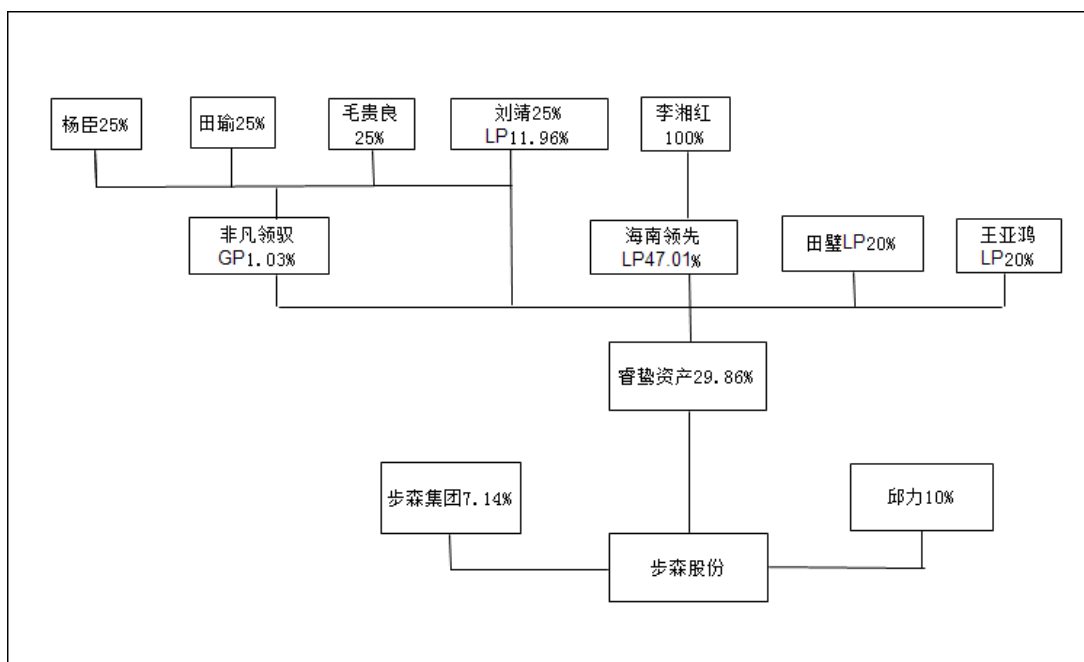 杨臣25%
田瑜25%
毛贵良
25%
刘靖25%
LP11.96%
李湘红
100%
非凡领驭
GP1.03%
海南领先
LP47.01%
田瞾LP20%
王亚鸿
LP20%
睿鸷资产29.86%
步森集团7.14%
邱力10%
步森股份